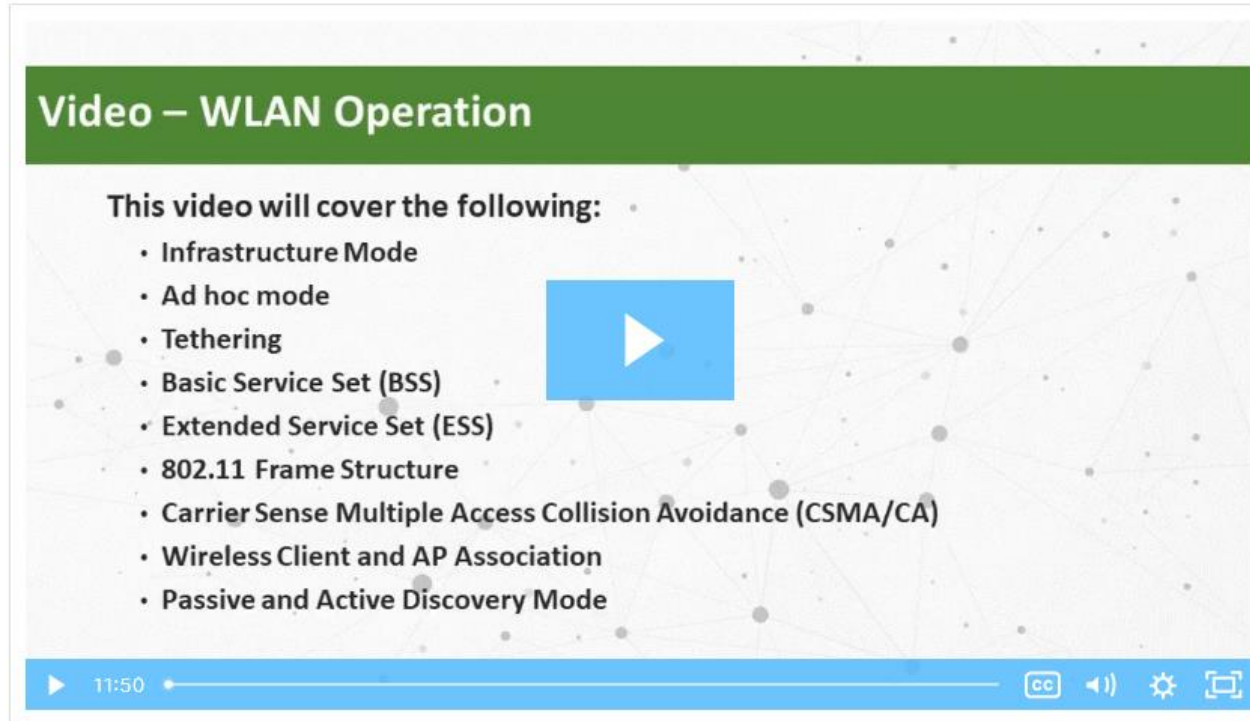 Video – WLAN Operation
This video will cover the following:
• Infrastructure Mode
• Ad hoc mode
• Tethering
• Basic Service Set (BSS)
• Extended Service Set (ESS)
• 802.11 Frame Structure
• Carrier Sense Multiple Access Collision Avoidance (CSMA/CA)
• Wireless Client and AP Association
• Passive and Active Discovery Mode
11:50
CC